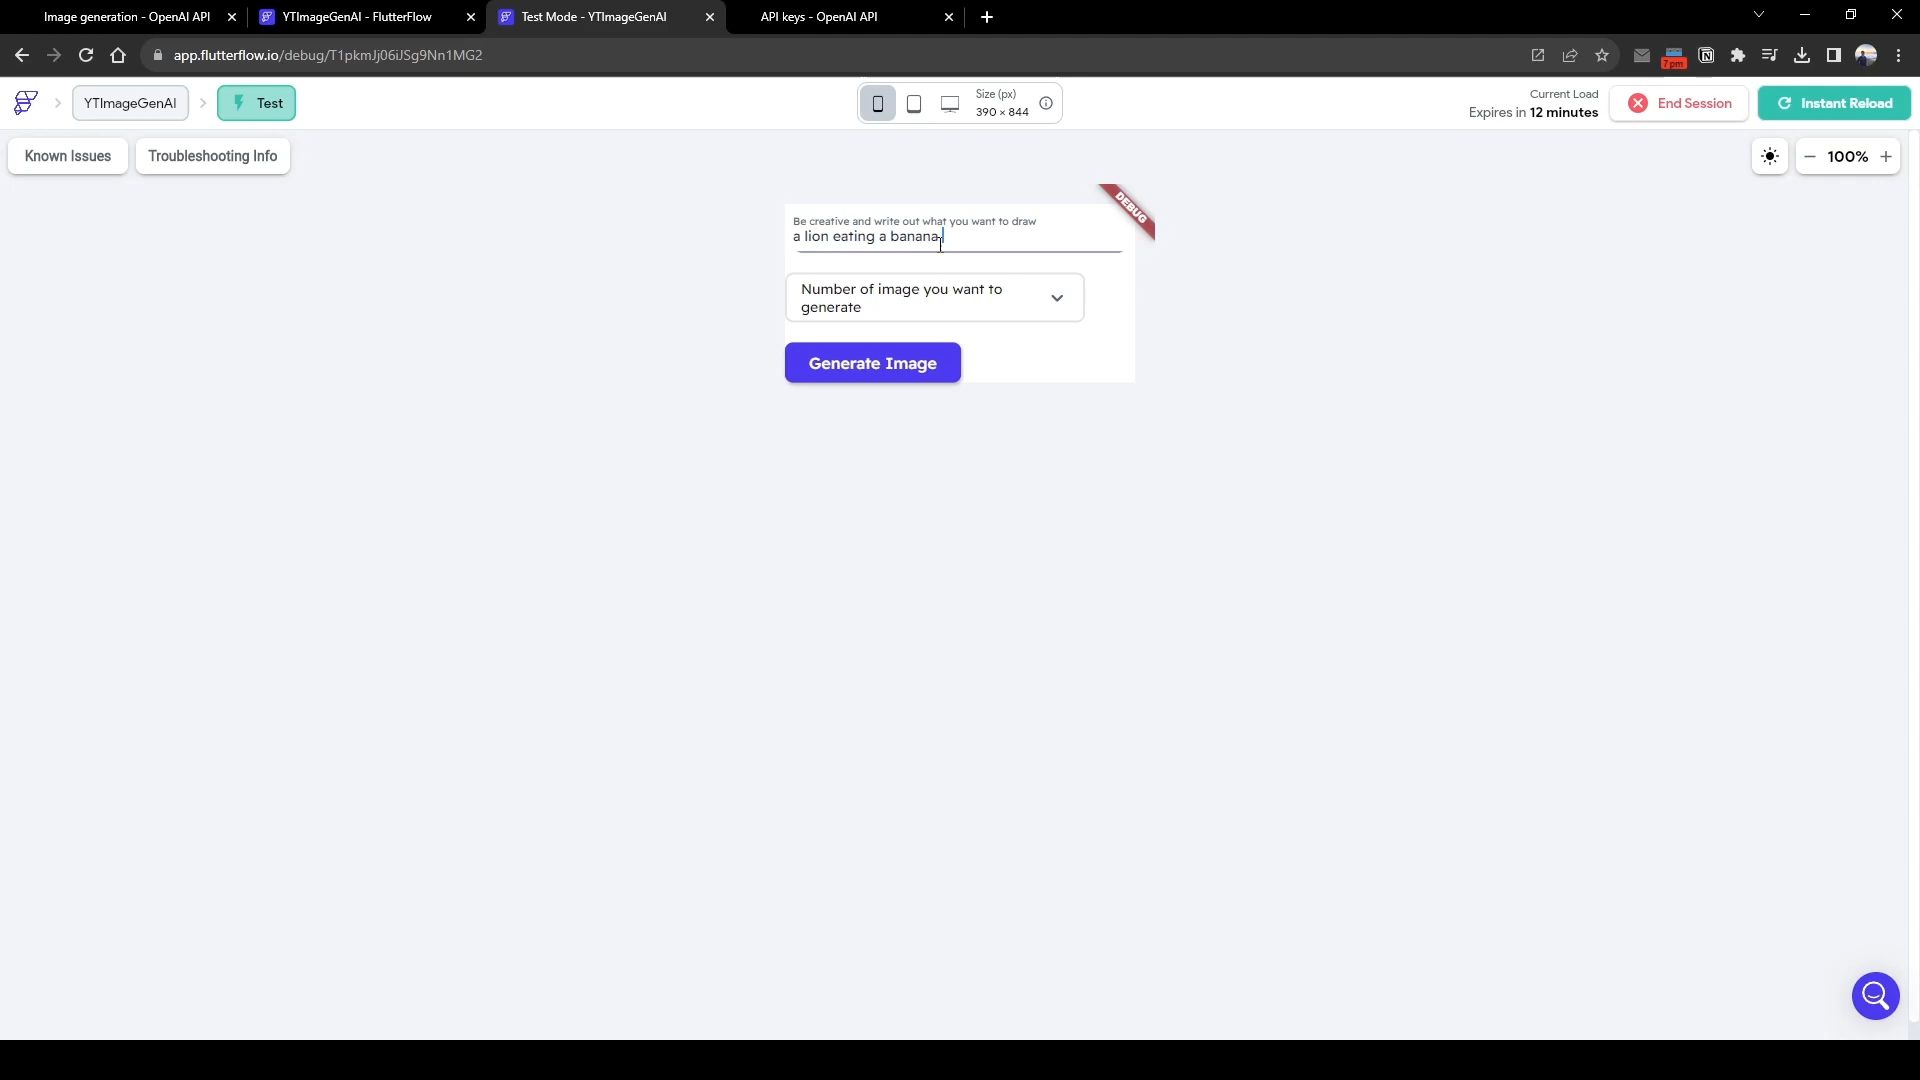 Image generation - OpenAI API
YTImageGenAI - FlutterFlow
Test Mode - YTImageGenAI
API keys - OpenAI API
app.flutterflow.io/debug/T1pkmJj06iJSg9Nn1MG2
7pm
YTImageGenAI
Test
Size (px)
390 × 844
Current Load
Expires in 12 minutes
End Session
Instant Reload
Known Issues
Troubleshooting Info
100%
DEBUG
Be creative and write out what you want to draw
a lion eating a banana
Number of image you want to
generate
Generate Image